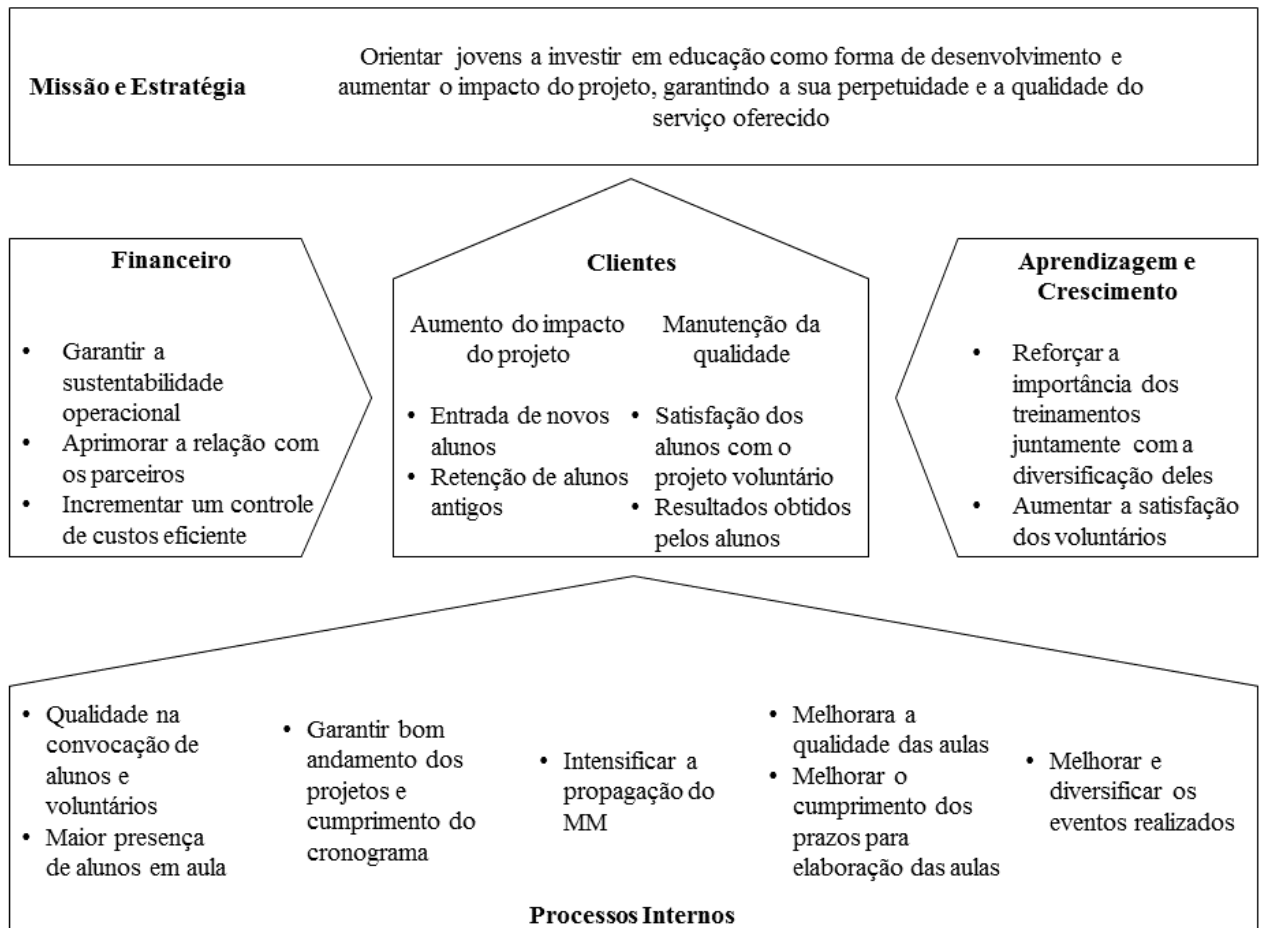 Missão e Estratégia
Orientar jovens a investir em educação como forma de desenvolvimento e
aumentar o impacto do projeto, garantindo a sua perpetuidade e a qualidade do
serviço oferecido
Financeiro
• Garantir a
sustentabilidade
operacional
• Aprimorar a relação com
os parceiros
• Incrementar um controle
de custos eficiente
Clientes
Aumento do impacto
do projeto
• Entrada de novos
alunos
• Retenção de alunos
antigos
Manutenção da
qualidade
• Satisfação dos
alunos com o
projeto voluntário
• Resultados obtidos
pelos alunos
Aprendizagem e
Crescimento
• Reforçar a
importância dos
treinamentos
juntamente com a
diversificação deles
• Aumentar a satisfação
dos voluntários
• Qualidade na
convocação de
alunos e
voluntários
• Maior presença
de alunos em aula
• Garantir bom
andamento dos
projetos e
cumprimento do
cronograma
• Intensificar a
propagação do
MM
• Melhorara a
qualidade das aulas
• Melhorar o
cumprimento dos
prazos para
elaboração das aulas
• Melhorar e
diversificar os
eventos realizados
Processos Internos